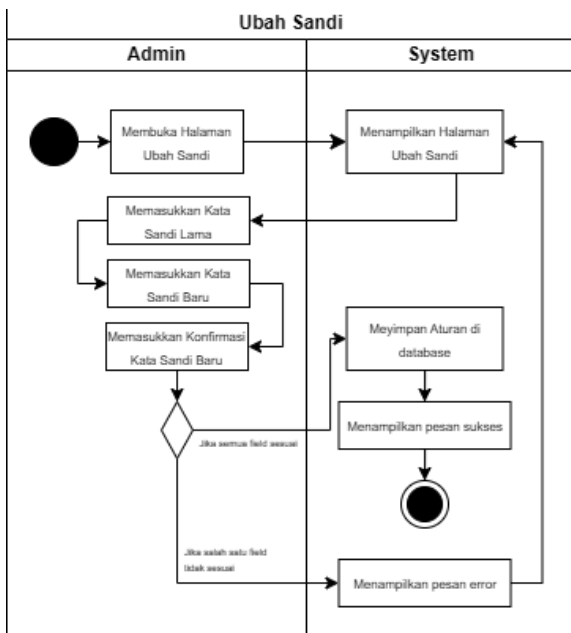 Ubah Sandi
Admin
System
Membuka Halaman
Ubah Sandi
Menampilkan Halaman
Ubah Sandi
Memasukkan Kata
Sandi Lama
Memasukkan Kata
Sandi Baru
Memasukkan Konfirmasi
Kata Sandi Baru
Meyimpan Aturan di
database
Jika semua field sesuai
Menampilkan pesan sukses
Jika salah satu field
tidak sesuai
Menampilkan pesan error